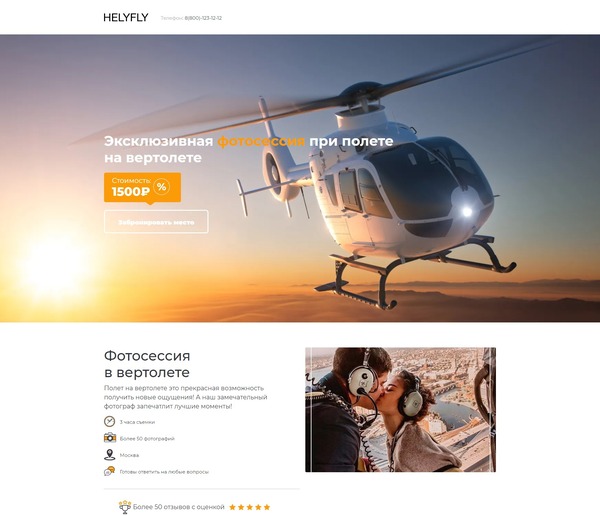 HELYFLY
Телефон: 8(800)-123-12-12
Эксклюзивная фотосессия при полете
на вертолете
Стоимость:
1500₽ %
Забронировать место
Фотосессия
в вертолете
Полет на вертолете это прекрасная возможность
получить новые ощущения! А наш замечательный
фотограф запечатлит лучшие моменты!
3 часа съемки
Более 50 фотографий
Москва
Готовы ответить на любые вопросы
Более 50 отзывов с оценкой